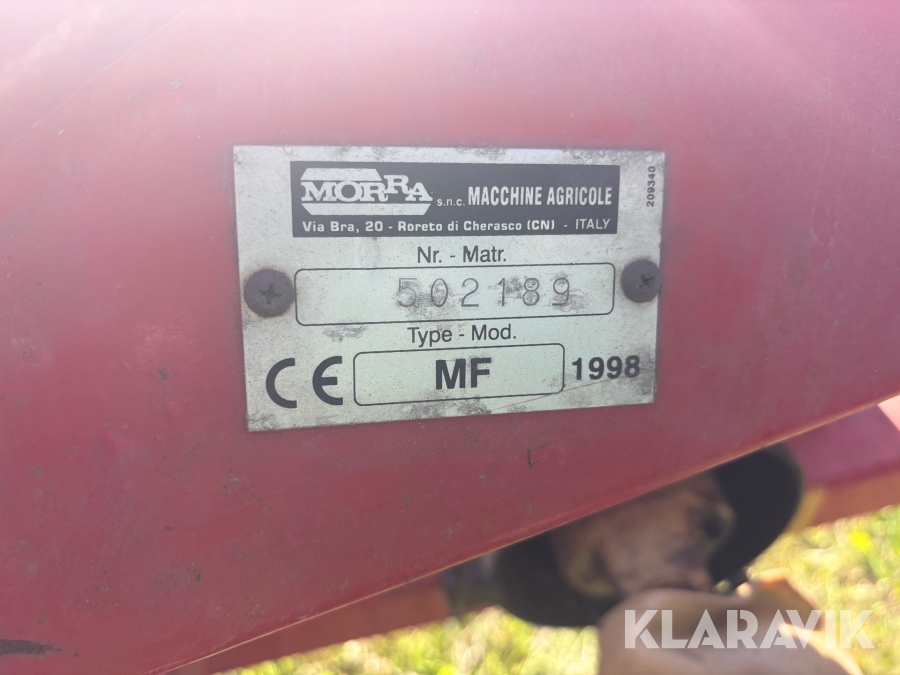 MORRA s.n.c. MACCHINE AGRICOLE
Via Bra, 20 - Roreto di Cherasco (CN) - ITALY
209340
Nr. - Matr.
502189
Type - Mod.
CE MF 1998
KLARAVIK